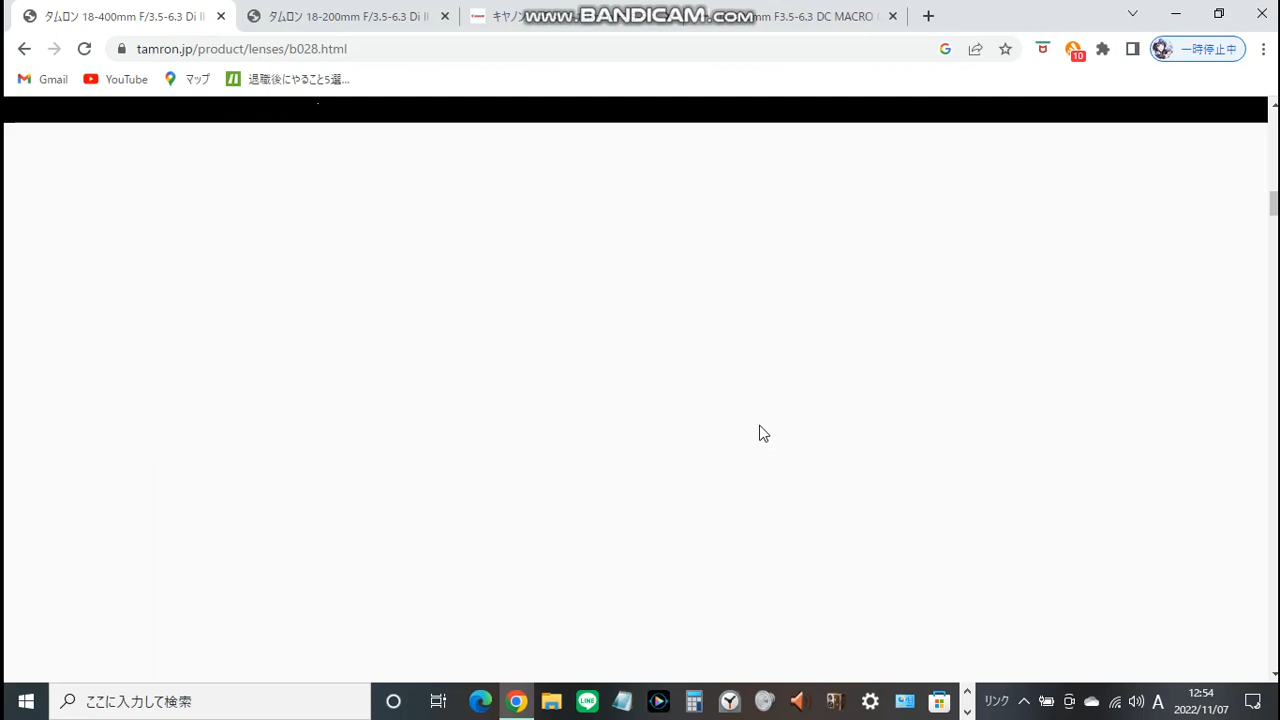 タムロン 18-400mm F/3.5-6.3 Di I
タムロン 18-200mm F/3.5-6.3 Di I
Canon
キヤノン
WWW.BANDICAM.COM
mm F3.5-6.3 DC MACRO
tamron.jp/product/lenses/b028.html
10
一時停止中
Gmail
YouTube
マップ
退職後にやること5選...
ここに入力して検索
LINE
リンク
A
12:54
2022/11/07